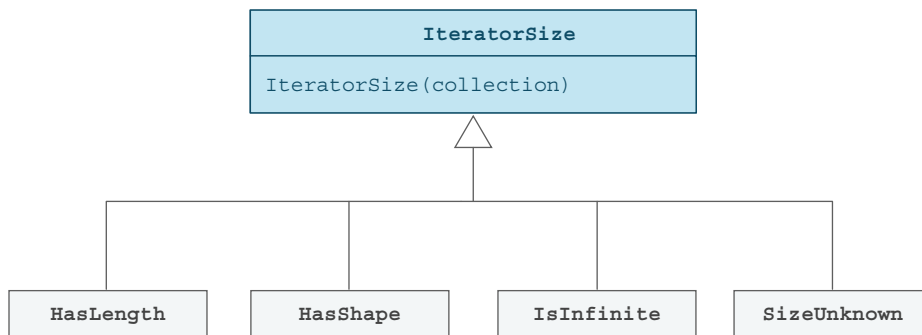 IteratorSize
IteratorSize(collection)
HasLength
HasShape
IsInfinite
SizeUnknown